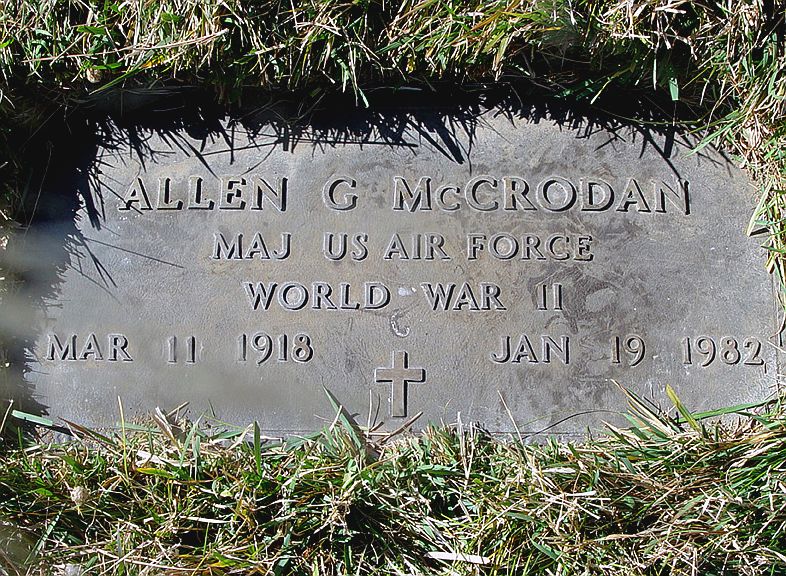 ALLEN G McCRODAN
MAJ US AIR FORCE
WORLD WAR II
MAR 11 1918 JAN 19 1982